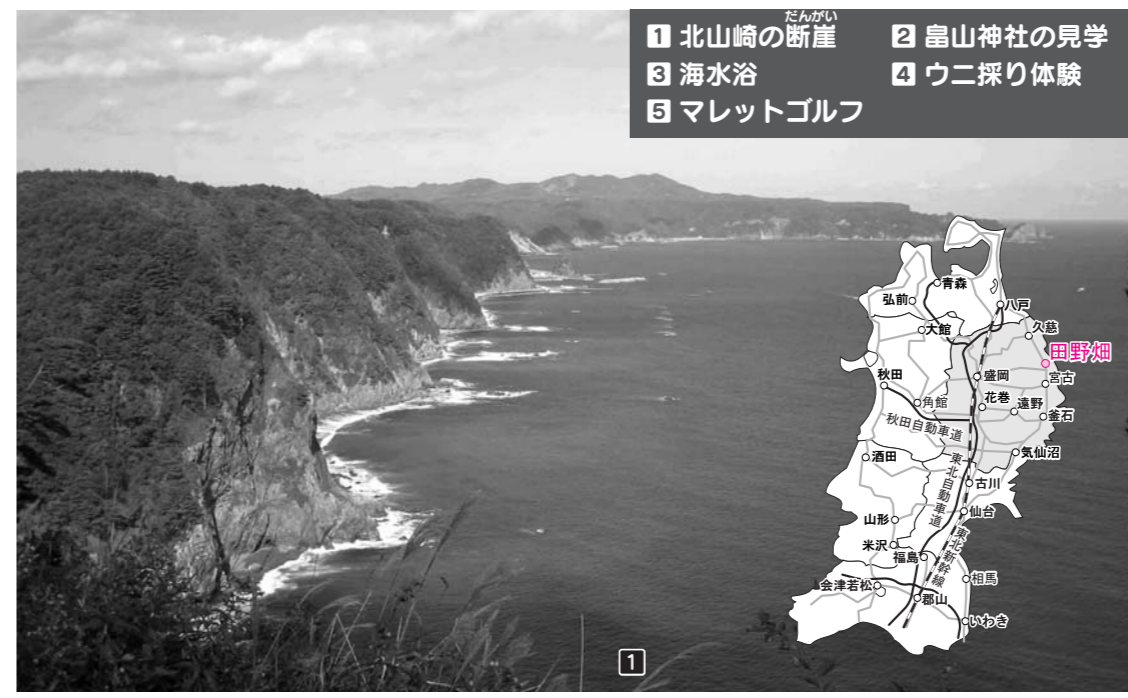 だんがい
1 北山崎の断崖
2 畠山神社の見学
3 海水浴
4 ウニ採り体験
5 マレットゴルフ
青森
弘前
八戸
大館
久慈
田野畑
秋田
盛岡
宮古
角館
花巻
遠野
釜石
秋田自動車道
酒田
気仙沼
東北自動車道
古川
山形
仙台
米沢
福島
東北新幹線
会津若松
相馬
郡山
いわき
1